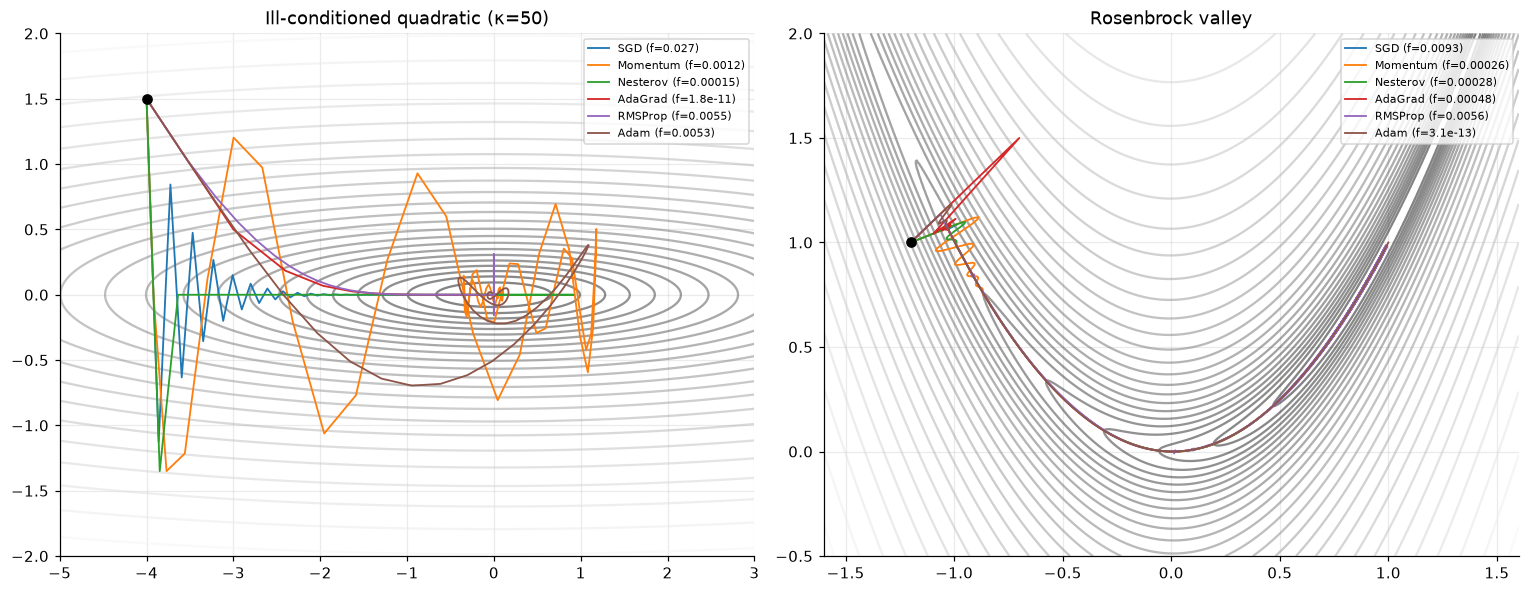 Ill-conditioned quadratic (κ=50)
SGD (f=0.027)
Momentum (f=0.0012)
Nesterov (f=0.00015)
AdaGrad (f=1.8e-11)
RMSProp (f=0.0055)
Adam (f=0.0053)
2.0
1.5
1.0
0.5
0.0
−0.5
−1.0
−1.5
−2.0
−5
−4
−3
−2
−1
0
1
2
3
Rosenbrock valley
SGD (f=0.0093)
Momentum (f=0.00026)
Nesterov (f=0.00028)
AdaGrad (f=0.00048)
RMSProp (f=0.0056)
Adam (f=3.1e-13)
2.0
1.5
1.0
0.5
0.0
−0.5
−1.5
−1.0
−0.5
0.0
0.5
1.0
1.5